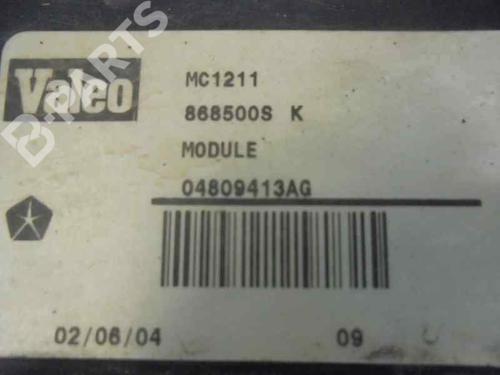 Valeo
MC1211
868500S K
MODULE
04809413AG
02/06/04 09
B-PARTS